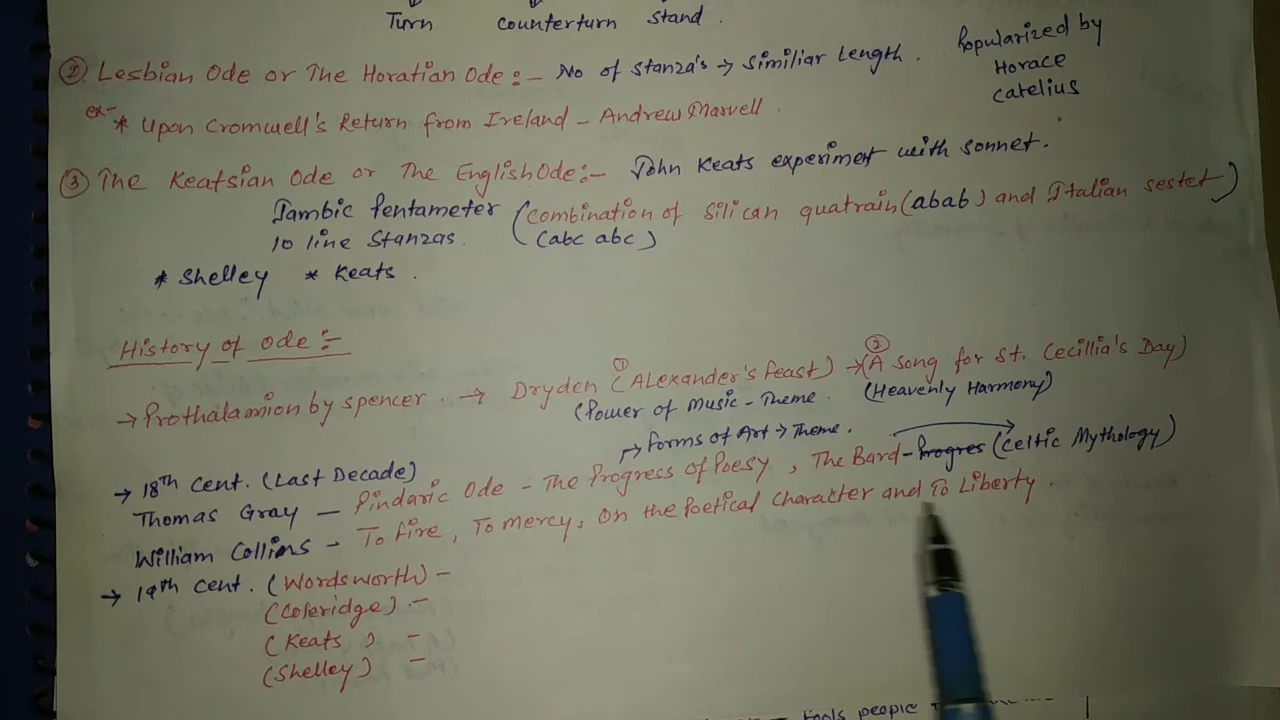 Turn counterturn stand.
② Lesbian Ode or The Horatian Ode:- No of Stanza's → Similiar Length. Popularized by
Horace
Catelius
ex- * Upon Cromwell's Return from Ireland - Andrew Marvell.
③ The Keatsian Ode or The English Ode:- John Keats experiment with sonnet.
Iambic Pentameter (combination of Silican quatrain (abab) and Italian sestet)
10 line Stanzas. (abc abc)
* Shelley * Keats.
History of Ode:-
→ Prothalamion by spencer. → Dryden ① (ALexander's feast) → ② (A song for St. Cecillia's Day)
(Power of Music - Theme. (Heavenly Harmony)
→ Forms of Art → Theme.
→ 18th Cent. (Last Decade)
Thomas Gray - Pindaric Ode - The Progress of Poesy, The Bard - Progres (Celtic Mythology)
William Collins - To fire, To Mercy, On the Poetical Character and To Liberty.
→ 19th Cent. (Wordsworth) -
(Coleridge). -
(Keats) -
(Shelley) -
people